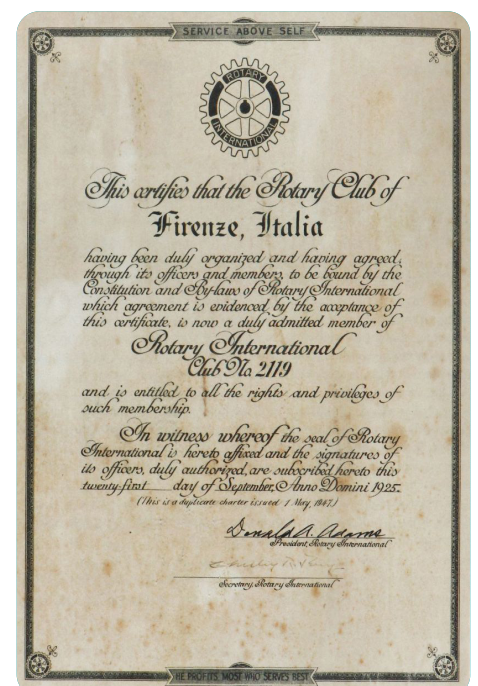 SERVICE ABOVE SELF
ROTARY
INTERNATIONAL
This certifies that the Rotary Club of
Firenze, Italia
having been duly organized and having agreed,
through its officers and members, to be bound by the
Constitution and By-laws of Rotary International
which agreement is evidenced by the acceptance of
this certificate, is now a duly admitted member of
Rotary International
Club No. 2119
and is entitled to all the rights and privileges of
such membership.
In witness whereof the seal of Rotary
International is hereto affixed and the signatures of
its officers, duly authorized, are subscribed hereto this
twenty-first day of September, Anno Domini 1925.
(This is a duplicate charter issued 1 May, 1947.)
Donald A. Adams
President, Rotary International
Secretary, Rotary International
HE PROFITS MOST WHO SERVES BEST